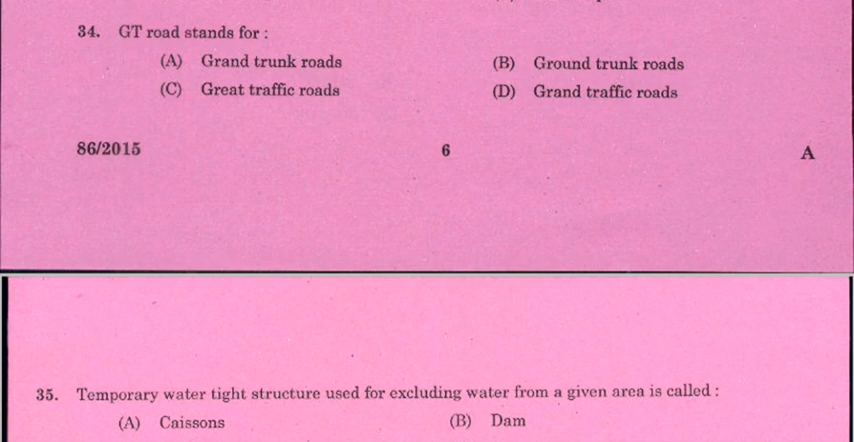 34. GT road stands for :
(A) Grand trunk roads (B) Ground trunk roads
(C) Great traffic roads (D) Grand traffic roads
86/2015 6 A
35. Temporary water tight structure used for excluding water from a given area is called :
(A) Caissons (B) Dam